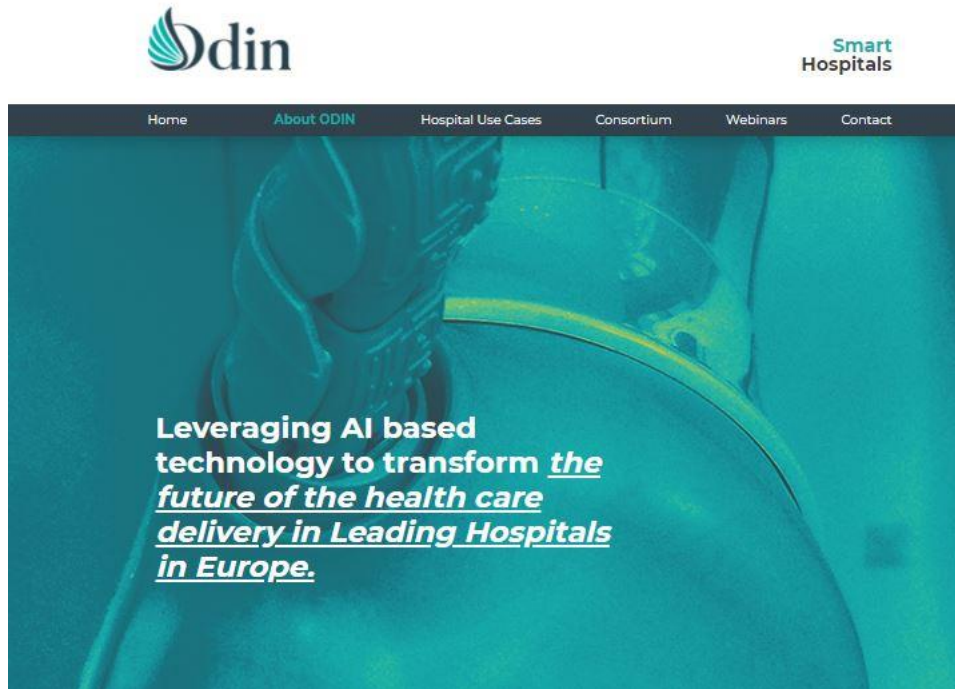 Odin
Smart
Hospitals
Home About ODIN Hospital Use Cases Consortium Webinars Contact
Leveraging AI based
technology to transform the
future of the health care
delivery in Leading Hospitals
in Europe.